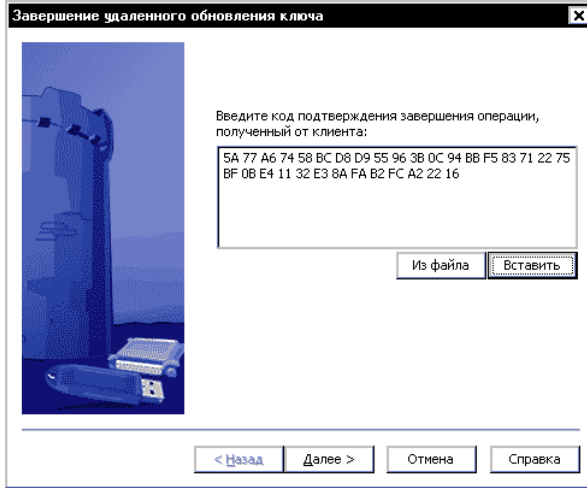 Завершение удаленного обновления ключа
Введите код подтверждения завершения операции,
полученный от клиента:
5A 77 A6 74 58 BC D8 D9 55 96 3B 0C 94 BB F5 83 71 22 75
BF 0B E4 11 32 E3 8A FA B2 FC A2 22 16
Из файла Вставить
< Назад Далее > Отмена Справка